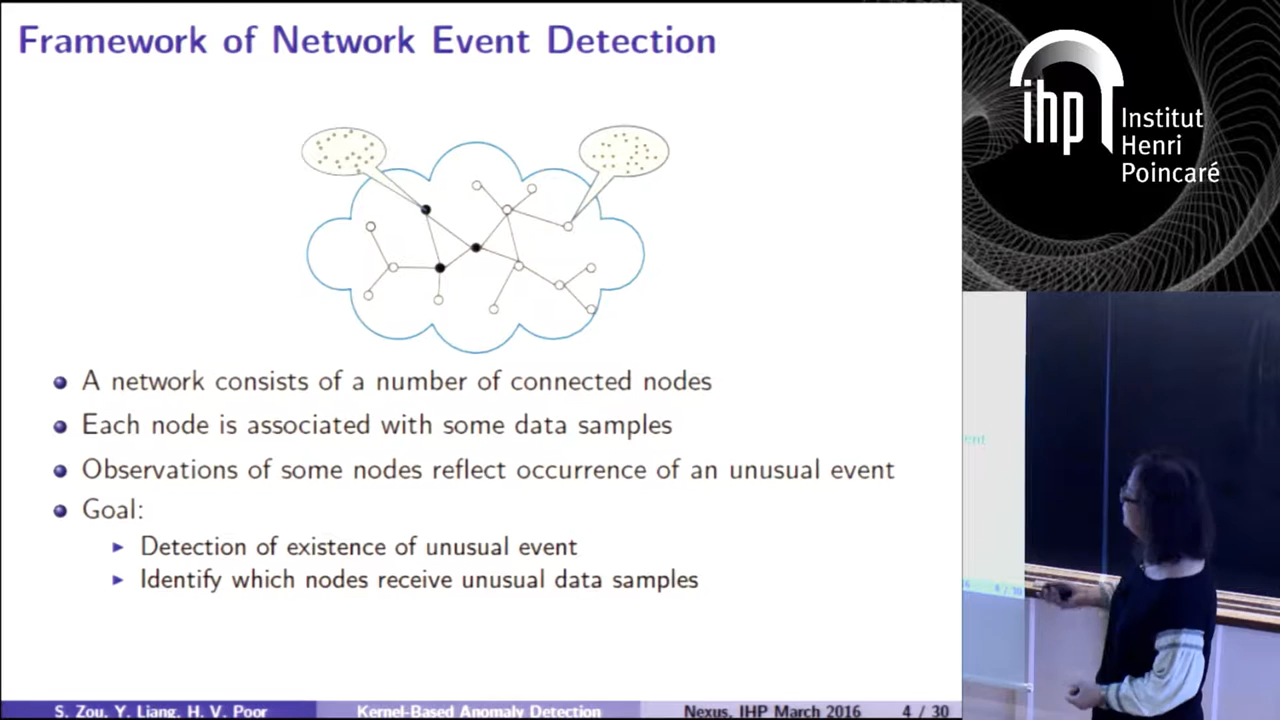 Framework of Network Event Detection
A network consists of a number of connected nodes
Each node is associated with some data samples
Observations of some nodes reflect occurrence of an unusual event
Goal:
Detection of existence of unusual event
Identify which nodes receive unusual data samples
S. Zou, Y. Liang, H. V. Poor
Kernel-Based Anomaly Detection
Nexus, IHP March 2016
4 / 30
ihp
Institut
Henri
Poincaré